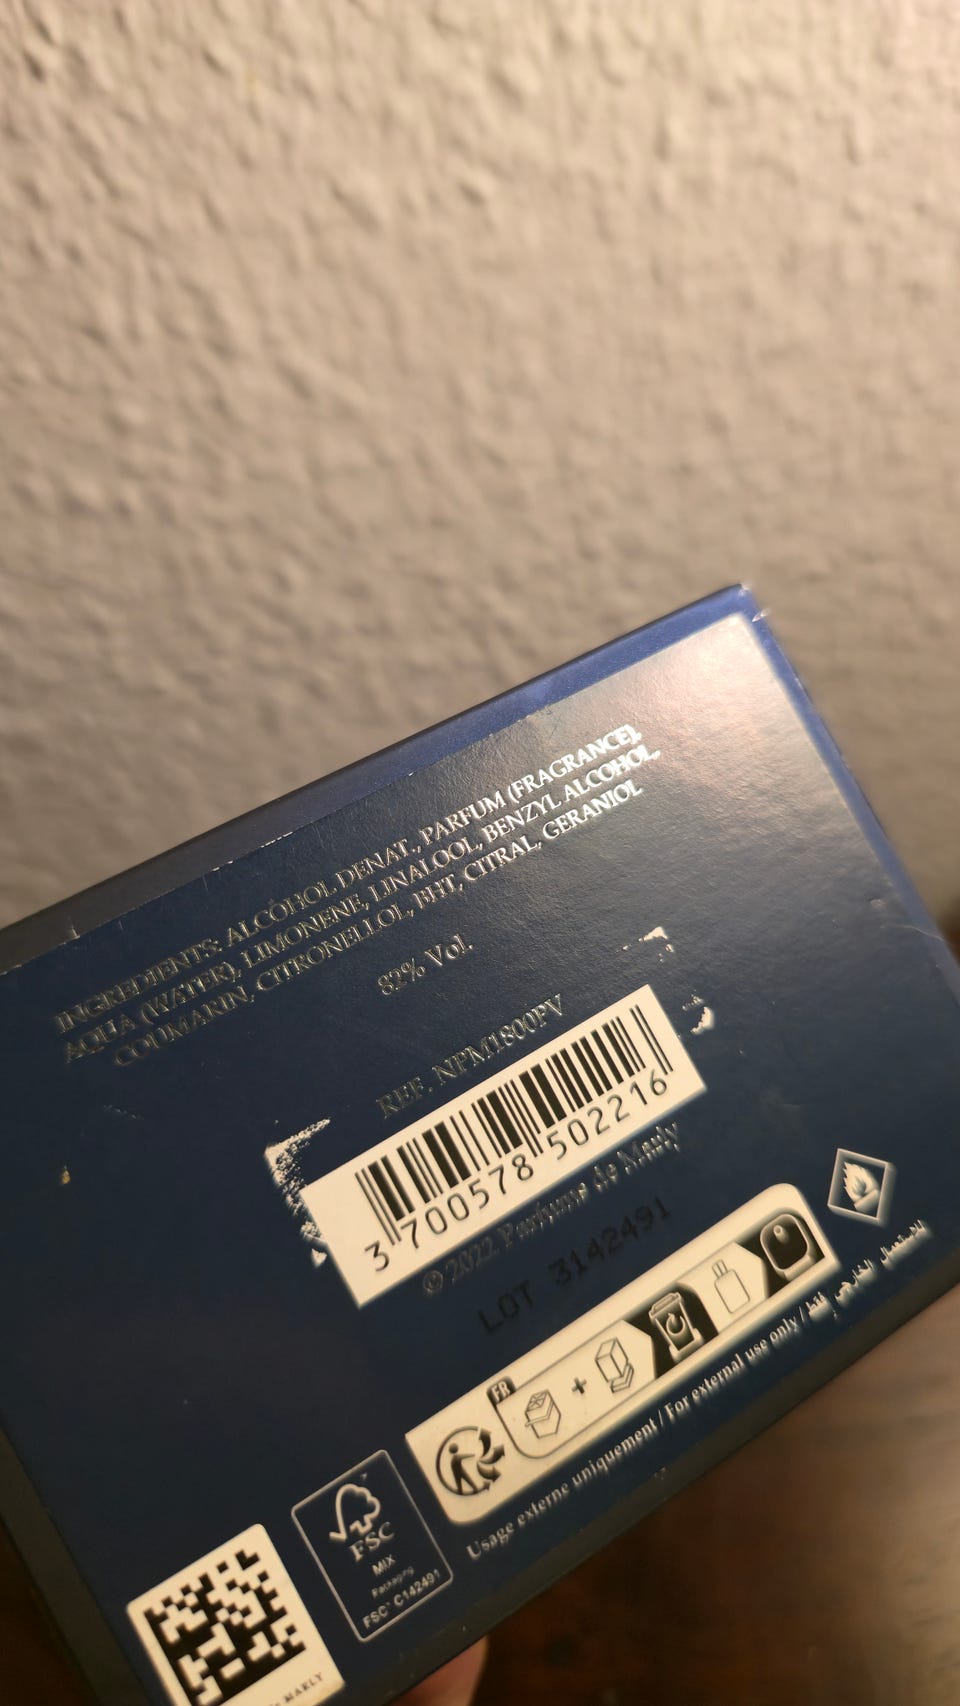 INGREDIENTS: ALCOHOL DENAT., PARFUM (FRAGRANCE),
AQUA (WATER), LIMONENE, LINALOOL, BENZYL ALCOHOL,
COUMARIN, CITRONELLOL, BHT, CITRAL, GERANIOL
82% Vol.
REF. NPM1800PV
3 700578 502216
© 2022 Parfums de Marly
LOT 3142491
FR
Usage externe uniquement / For external use only / للاستعمال الخارجي فقط
FSC
MIX
Packaging
FSC® C142491
MARLY